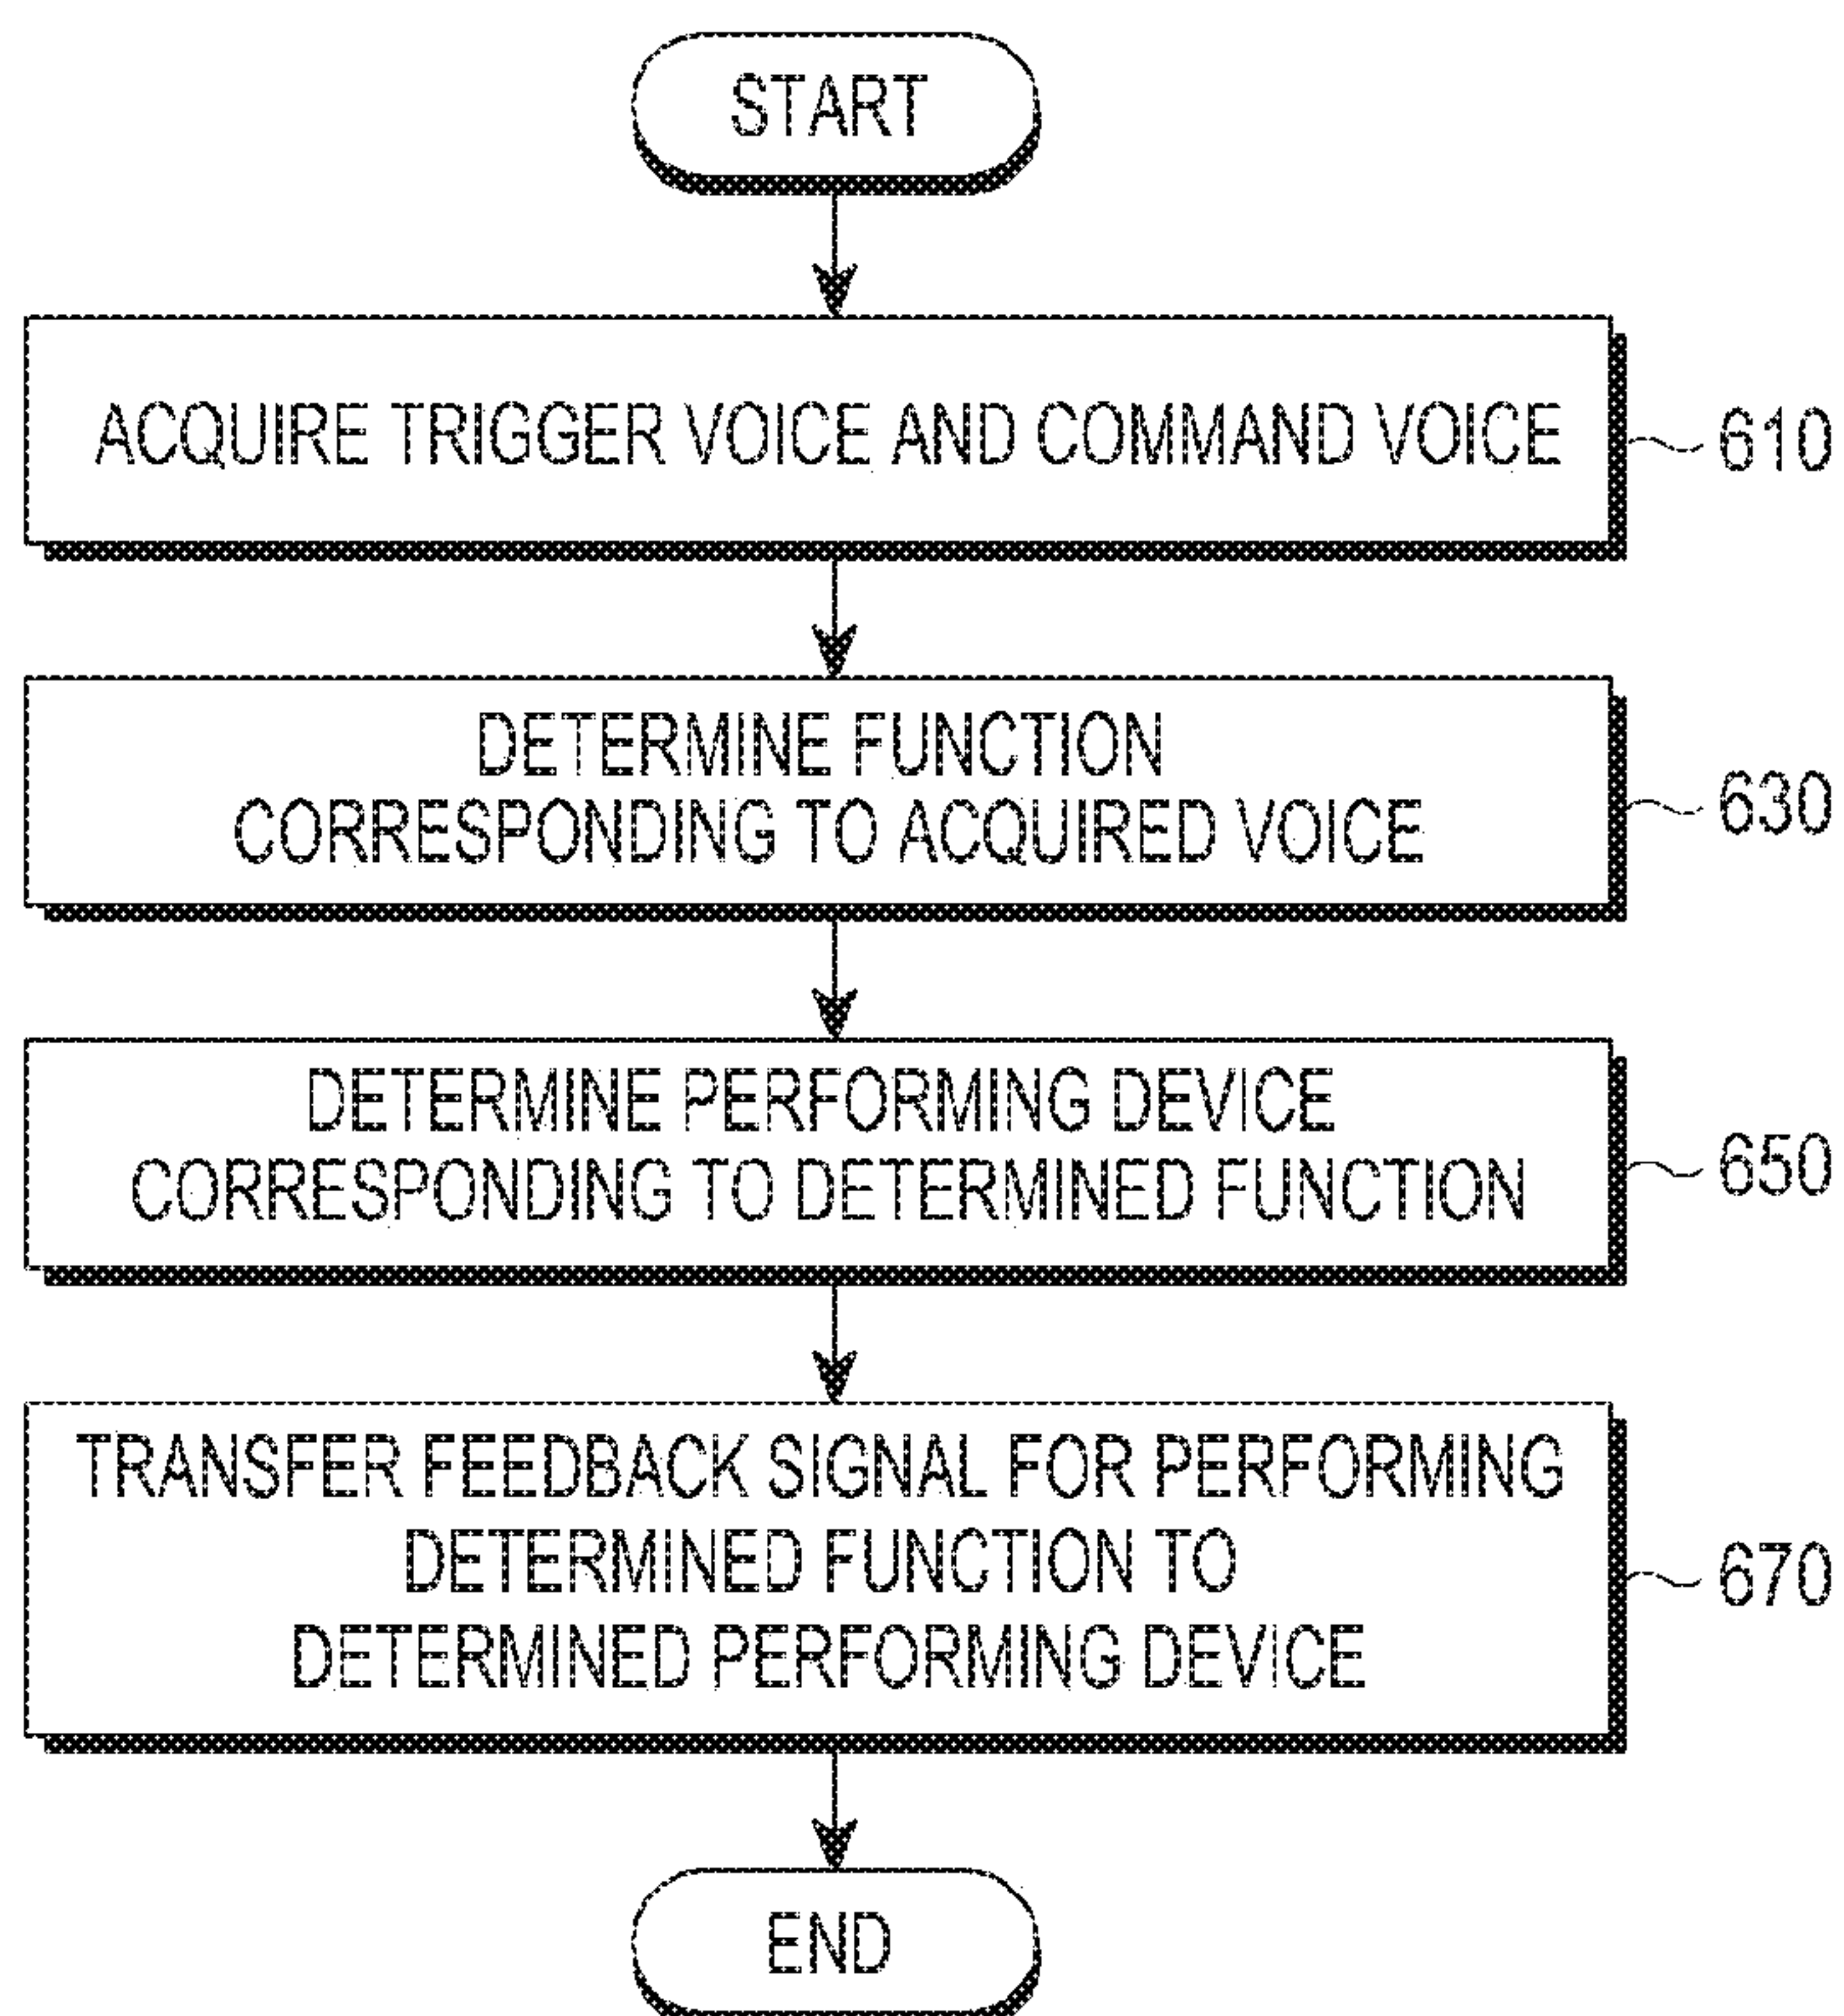 START
ACQUIRE TRIGGER VOICE AND COMMAND VOICE
610
DETERMINE FUNCTION
CORRESPONDING TO ACQUIRED VOICE
630
DETERMINE PERFORMING DEVICE
CORRESPONDING TO DETERMINED FUNCTION
650
TRANSFER FEEDBACK SIGNAL FOR PERFORMING
DETERMINED FUNCTION TO
DETERMINED PERFORMING DEVICE
670
END